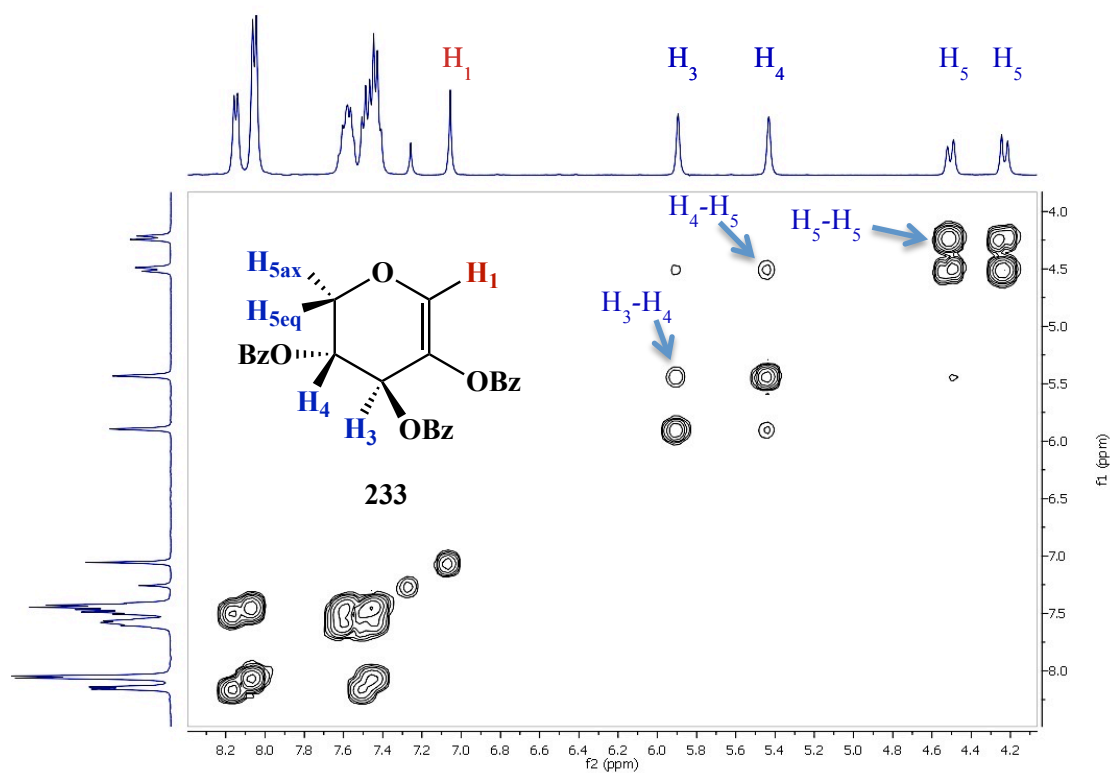 H1 H3 H4 H5 H5
H4-H5 H5-H5
H3-H4
H5ax O H1
H5eq
BzO OBz
H4 H3 OBz
233
4.0
4.5
5.0
5.5
6.0
6.5
7.0
7.5
8.0
f1 (ppm)
8.2 8.0 7.8 7.6 7.4 7.2 7.0 6.8 6.6 6.4 6.2 6.0 5.8 5.6 5.4 5.2 5.0 4.8 4.6 4.4 4.2
f2 (ppm)